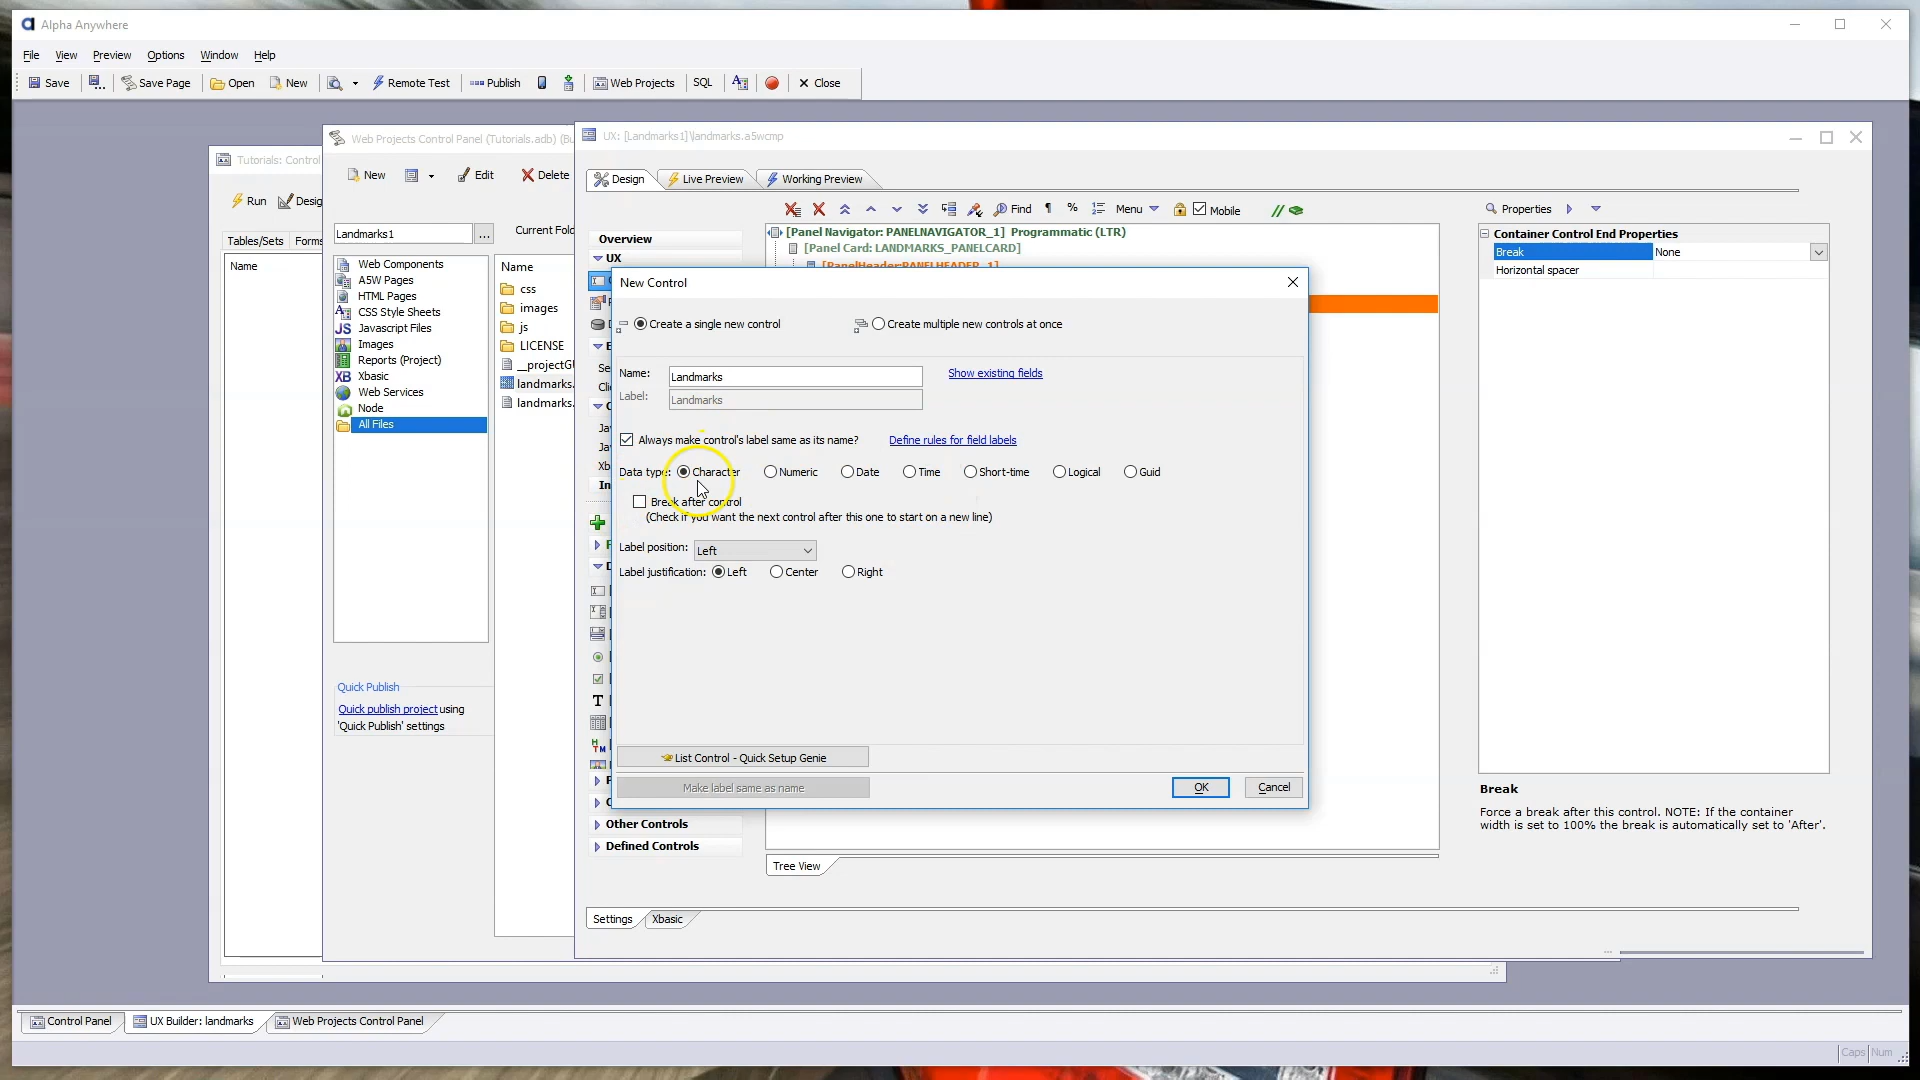 Alpha Anywhere
File View Preview Options Window Help
Save Save Page Open New Remote Test Publish Web Projects SQL Close
Tutorials: Control
Run
Tables/Sets
Name
Web Projects Control Panel (Tutorials.adb)
New Edit Delete
Landmarks1 ... Current
Web Components
A5W Pages
HTML Pages
CSS Style Sheets
JS Javascript Files
Images
Reports (Project)
XB Xbasic
Web Services
Node
All Files
Name
css
images
js
LICENSE
landmarks.
landmarks.
Quick Publish
Quick publish project using
'Quick Publish' settings
UX: [Landmarks1]\landmarks.a5wcmp
Design Live Preview Working Preview
Find ¶ % Menu Mobile
Overview
UX
Other Controls
Defined Controls
[Panel Navigator: PANELNAVIGATOR_1] Programmatic (LTR)
[Panel Card: LANDMARKS_PANELCARD]
[PanelHeader:PANELHEADER_1]
Tree View
Settings Xbasic
New Control
Create a single new control Create multiple new controls at once
Name: Landmarks Show existing fields
Label: Landmarks
Always make control's label same as its name? Define rules for field labels
Data type: Character Numeric Date Time Short-time Logical Guid
Break after control
(Check if you want the next control after this one to start on a new line)
Label position: Left
Label justification: Left Center Right
List Control - Quick Setup Genie
Make label same as name OK Cancel
Properties
Container Control End Properties
Break None
Horizontal spacer
Break
Force a break after this control. NOTE: If the container
width is set to 100% the break is automatically set to 'After'.
Control Panel UX Builder: landmarks Web Projects Control Panel
Caps Num